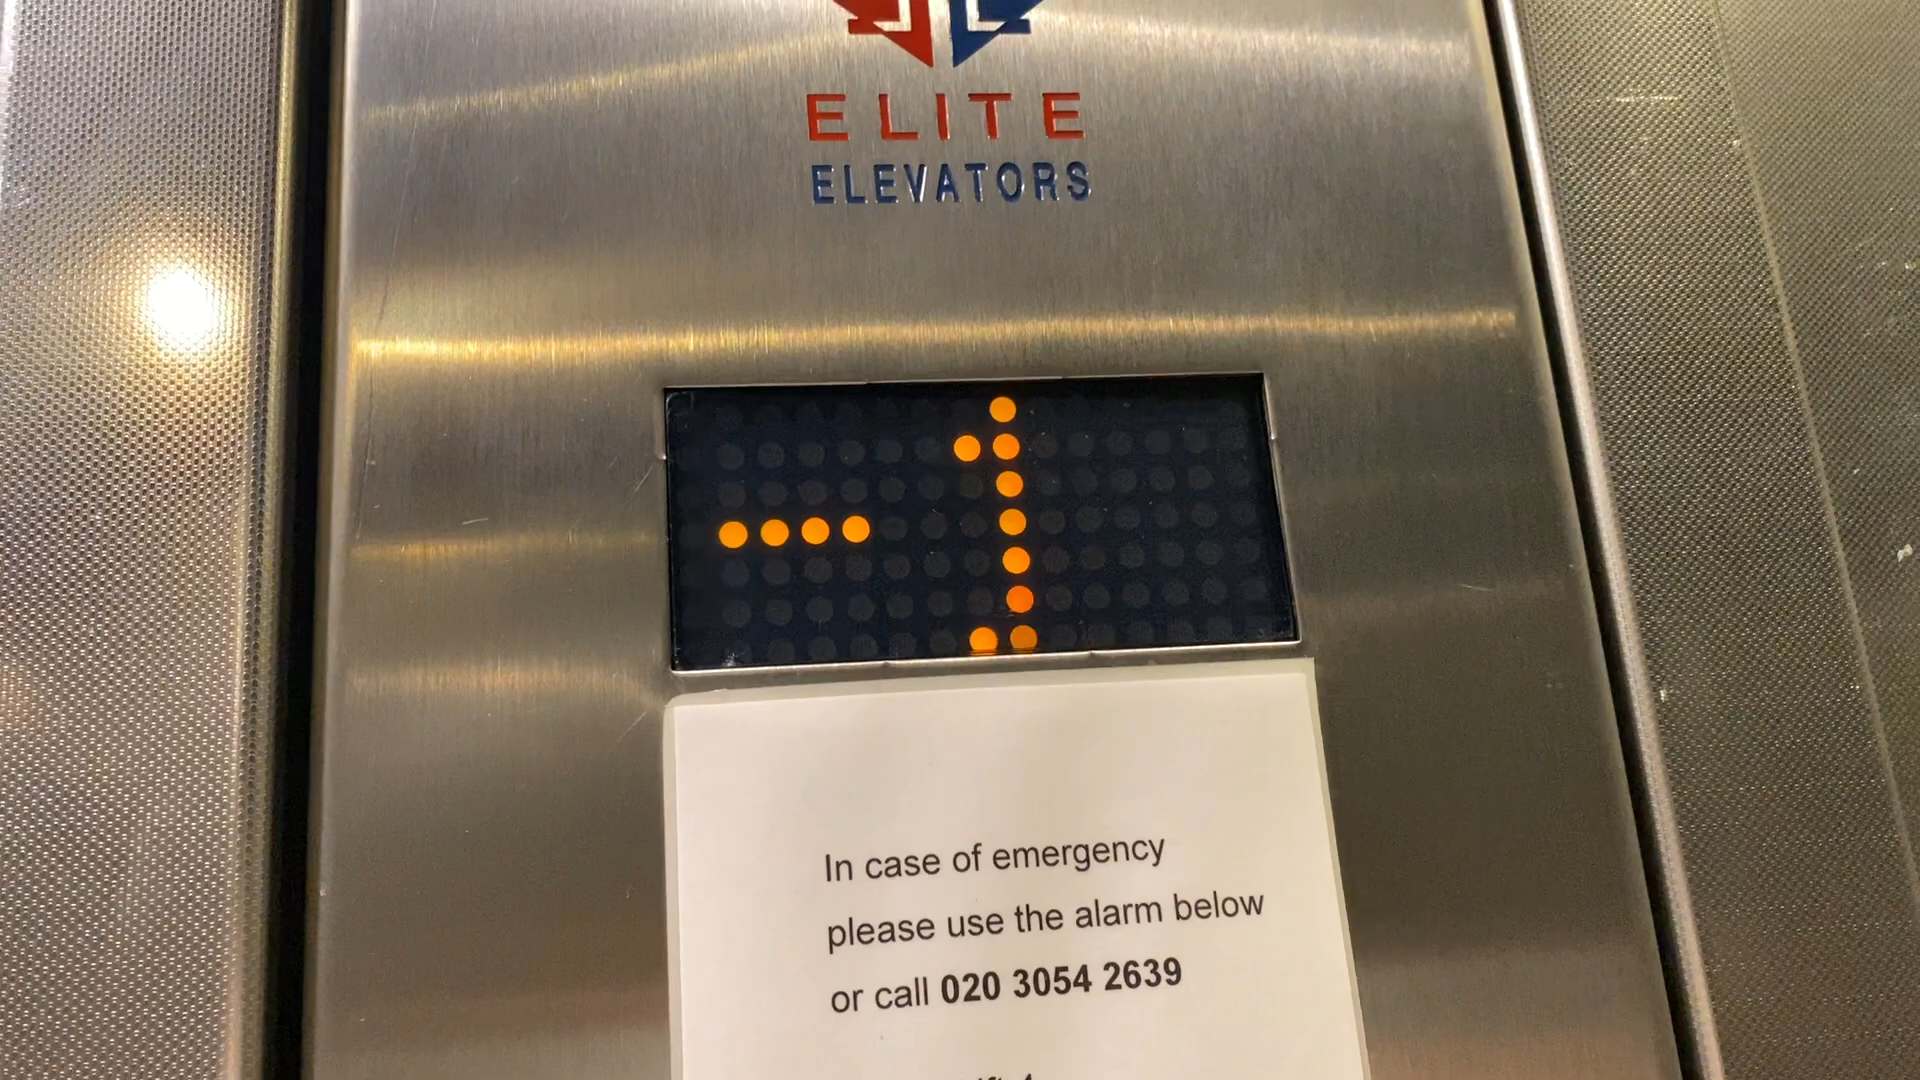 ELITE
ELEVATORS
-1
In case of emergency
please use the alarm below
or call 020 3054 2639